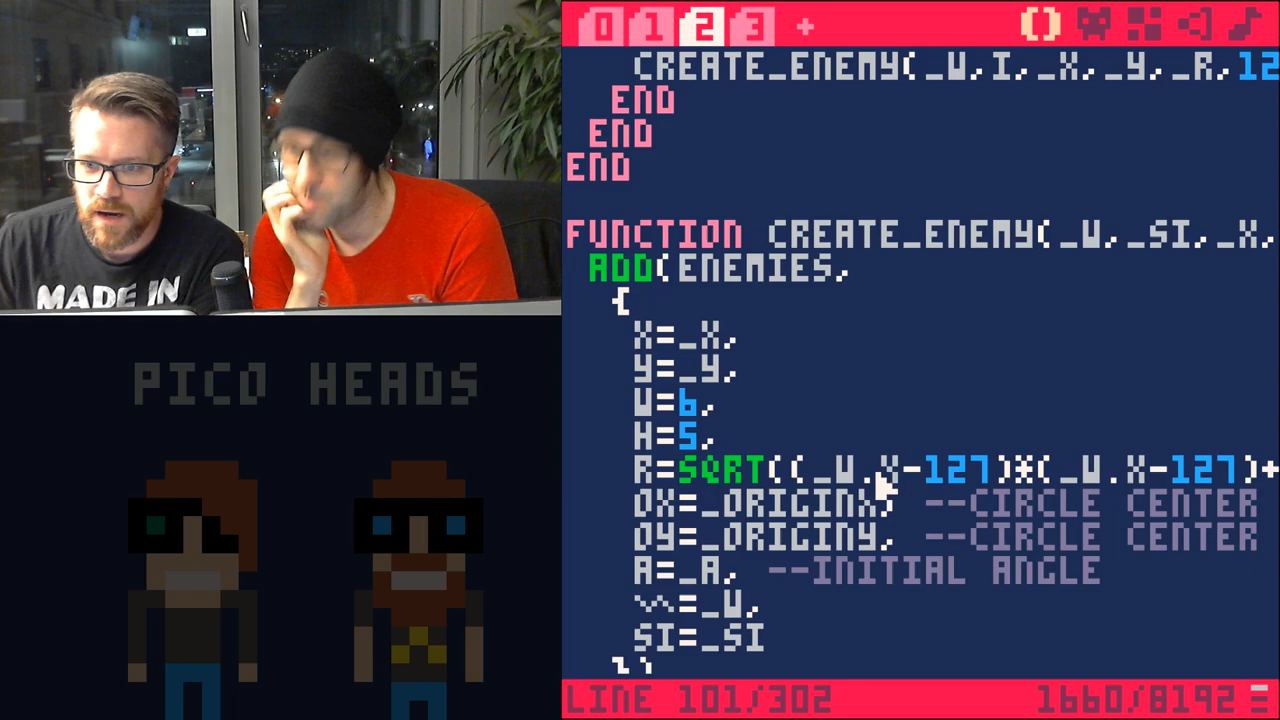 0 1 2 3 +
CREATE_ENEMY(_W,I,_X,_Y,_R,12
END
END
END
FUNCTION CREATE_ENEMY(_W,_SI,_X,
ADD(ENEMIES,
{
X=_X,
Y=_Y,
W=6,
H=5,
R=SQRT((_W.X-127)*(_W.X-127)+
OX=_ORIGINX, --CIRCLE CENTER
OY=_ORIGINY, --CIRCLE CENTER
A=_A, --INITIAL ANGLE
=_W,
SI=_SI
})
LINE 101/302 1660/8192
MADE IN
PICO HEADS